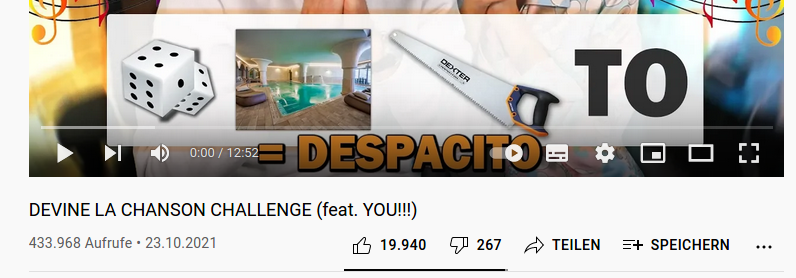 DEXTER
TO
= DESPACITO
0:00 / 12:52
DEVINE LA CHANSON CHALLENGE (feat. YOU!!!)
433.968 Aufrufe • 23.10.2021
19.940
267
TEILEN
SPEICHERN